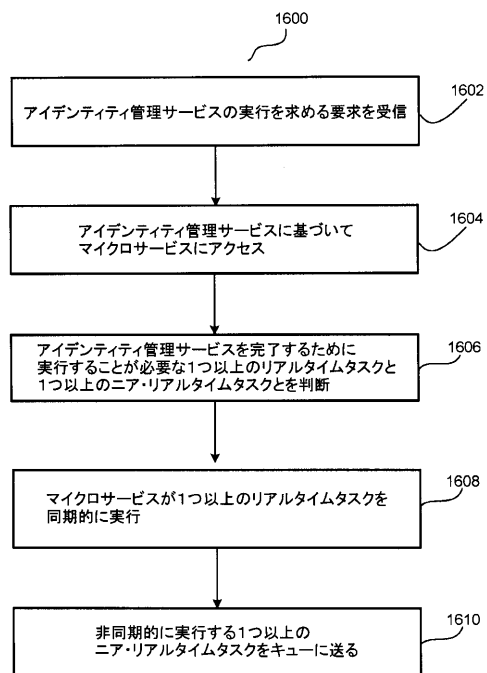 1600
アイデンティティ管理サービスの実行を求める要求を受信
1602
アイデンティティ管理サービスに基づいて
マイクロサービスにアクセス
1604
アイデンティティ管理サービスを完了するために
実行することが必要な1つ以上のリアルタイムタスクと
1つ以上のニア・リアルタイムタスクとを判断
1606
マイクロサービスが1つ以上のリアルタイムタスクを
同期的に実行
1608
非同期的に実行する1つ以上の
ニア・リアルタイムタスクをキューに送る
1610